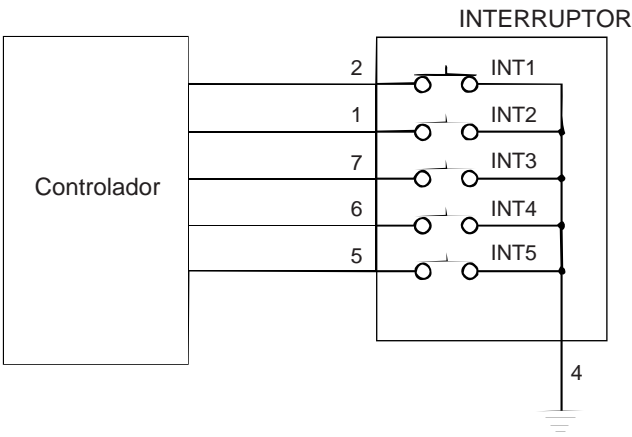 INTERRUPTOR
2 INT1
1 INT2
7 INT3
Controlador
6 INT4
5 INT5
4